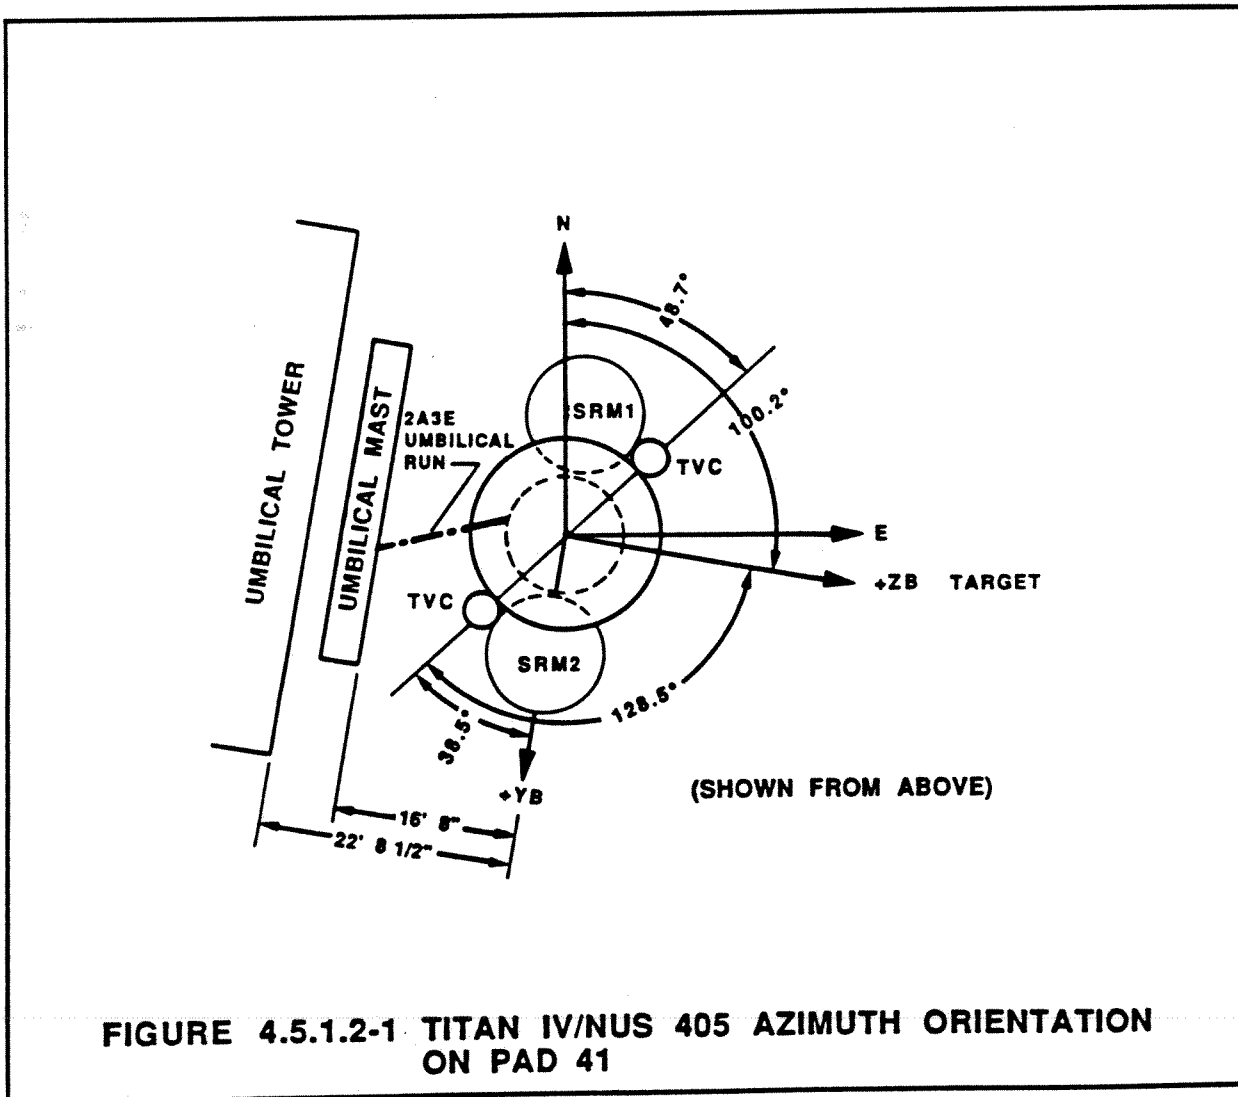 N
48.7°
100.2°
SRM1
UMBILICAL TOWER
UMBILICAL MAST
2A3E
UMBILICAL
RUN
TVC
E
+ZB TARGET
TVC
SRM2
128.5°
38.5°
+YB
(SHOWN FROM ABOVE)
16' 8"
22' 8 1/2"
FIGURE 4.5.1.2-1 TITAN IV/NUS 405 AZIMUTH ORIENTATION
ON PAD 41